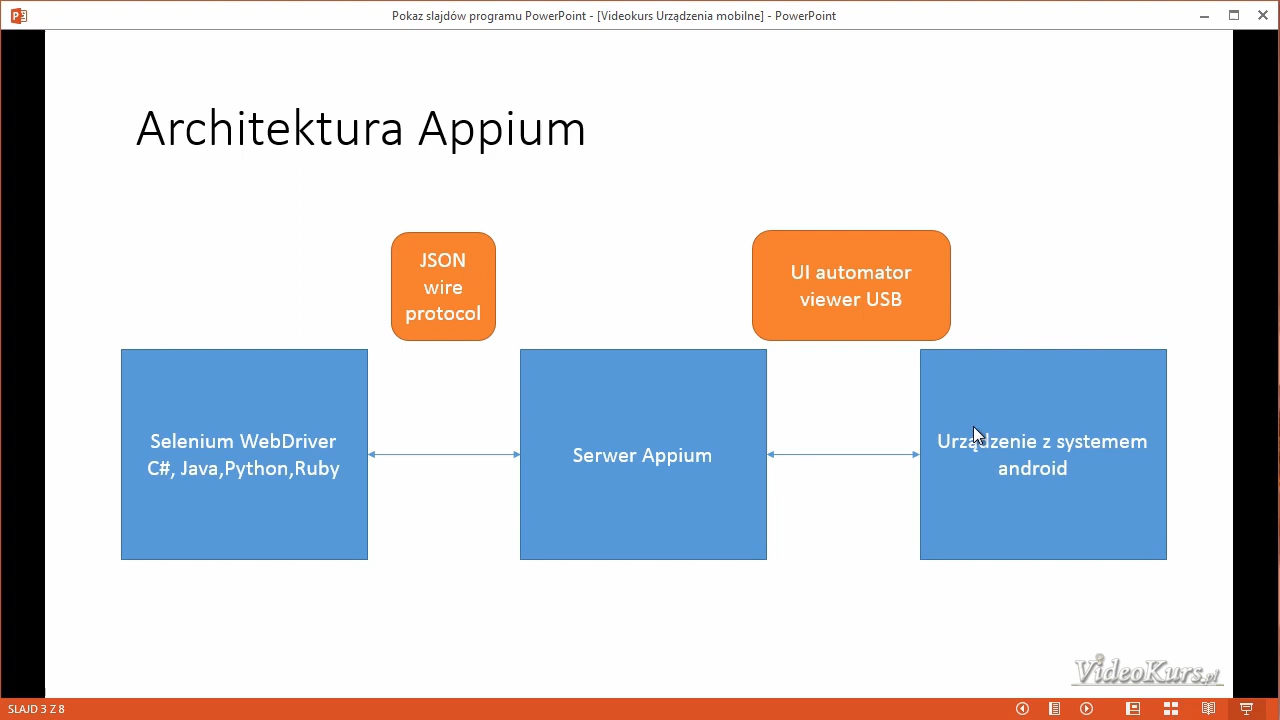 Pokaz slajdów programu PowerPoint - [Videokurs Urządzenia mobilne] - PowerPoint
Architektura Appium
JSON
wire
protocol
UI automator
viewer USB
Selenium WebDriver
C#, Java,Python,Ruby
Serwer Appium
Urządzenie z systemem
android
VideoKurs.pl
SLAJD 3 Z 8